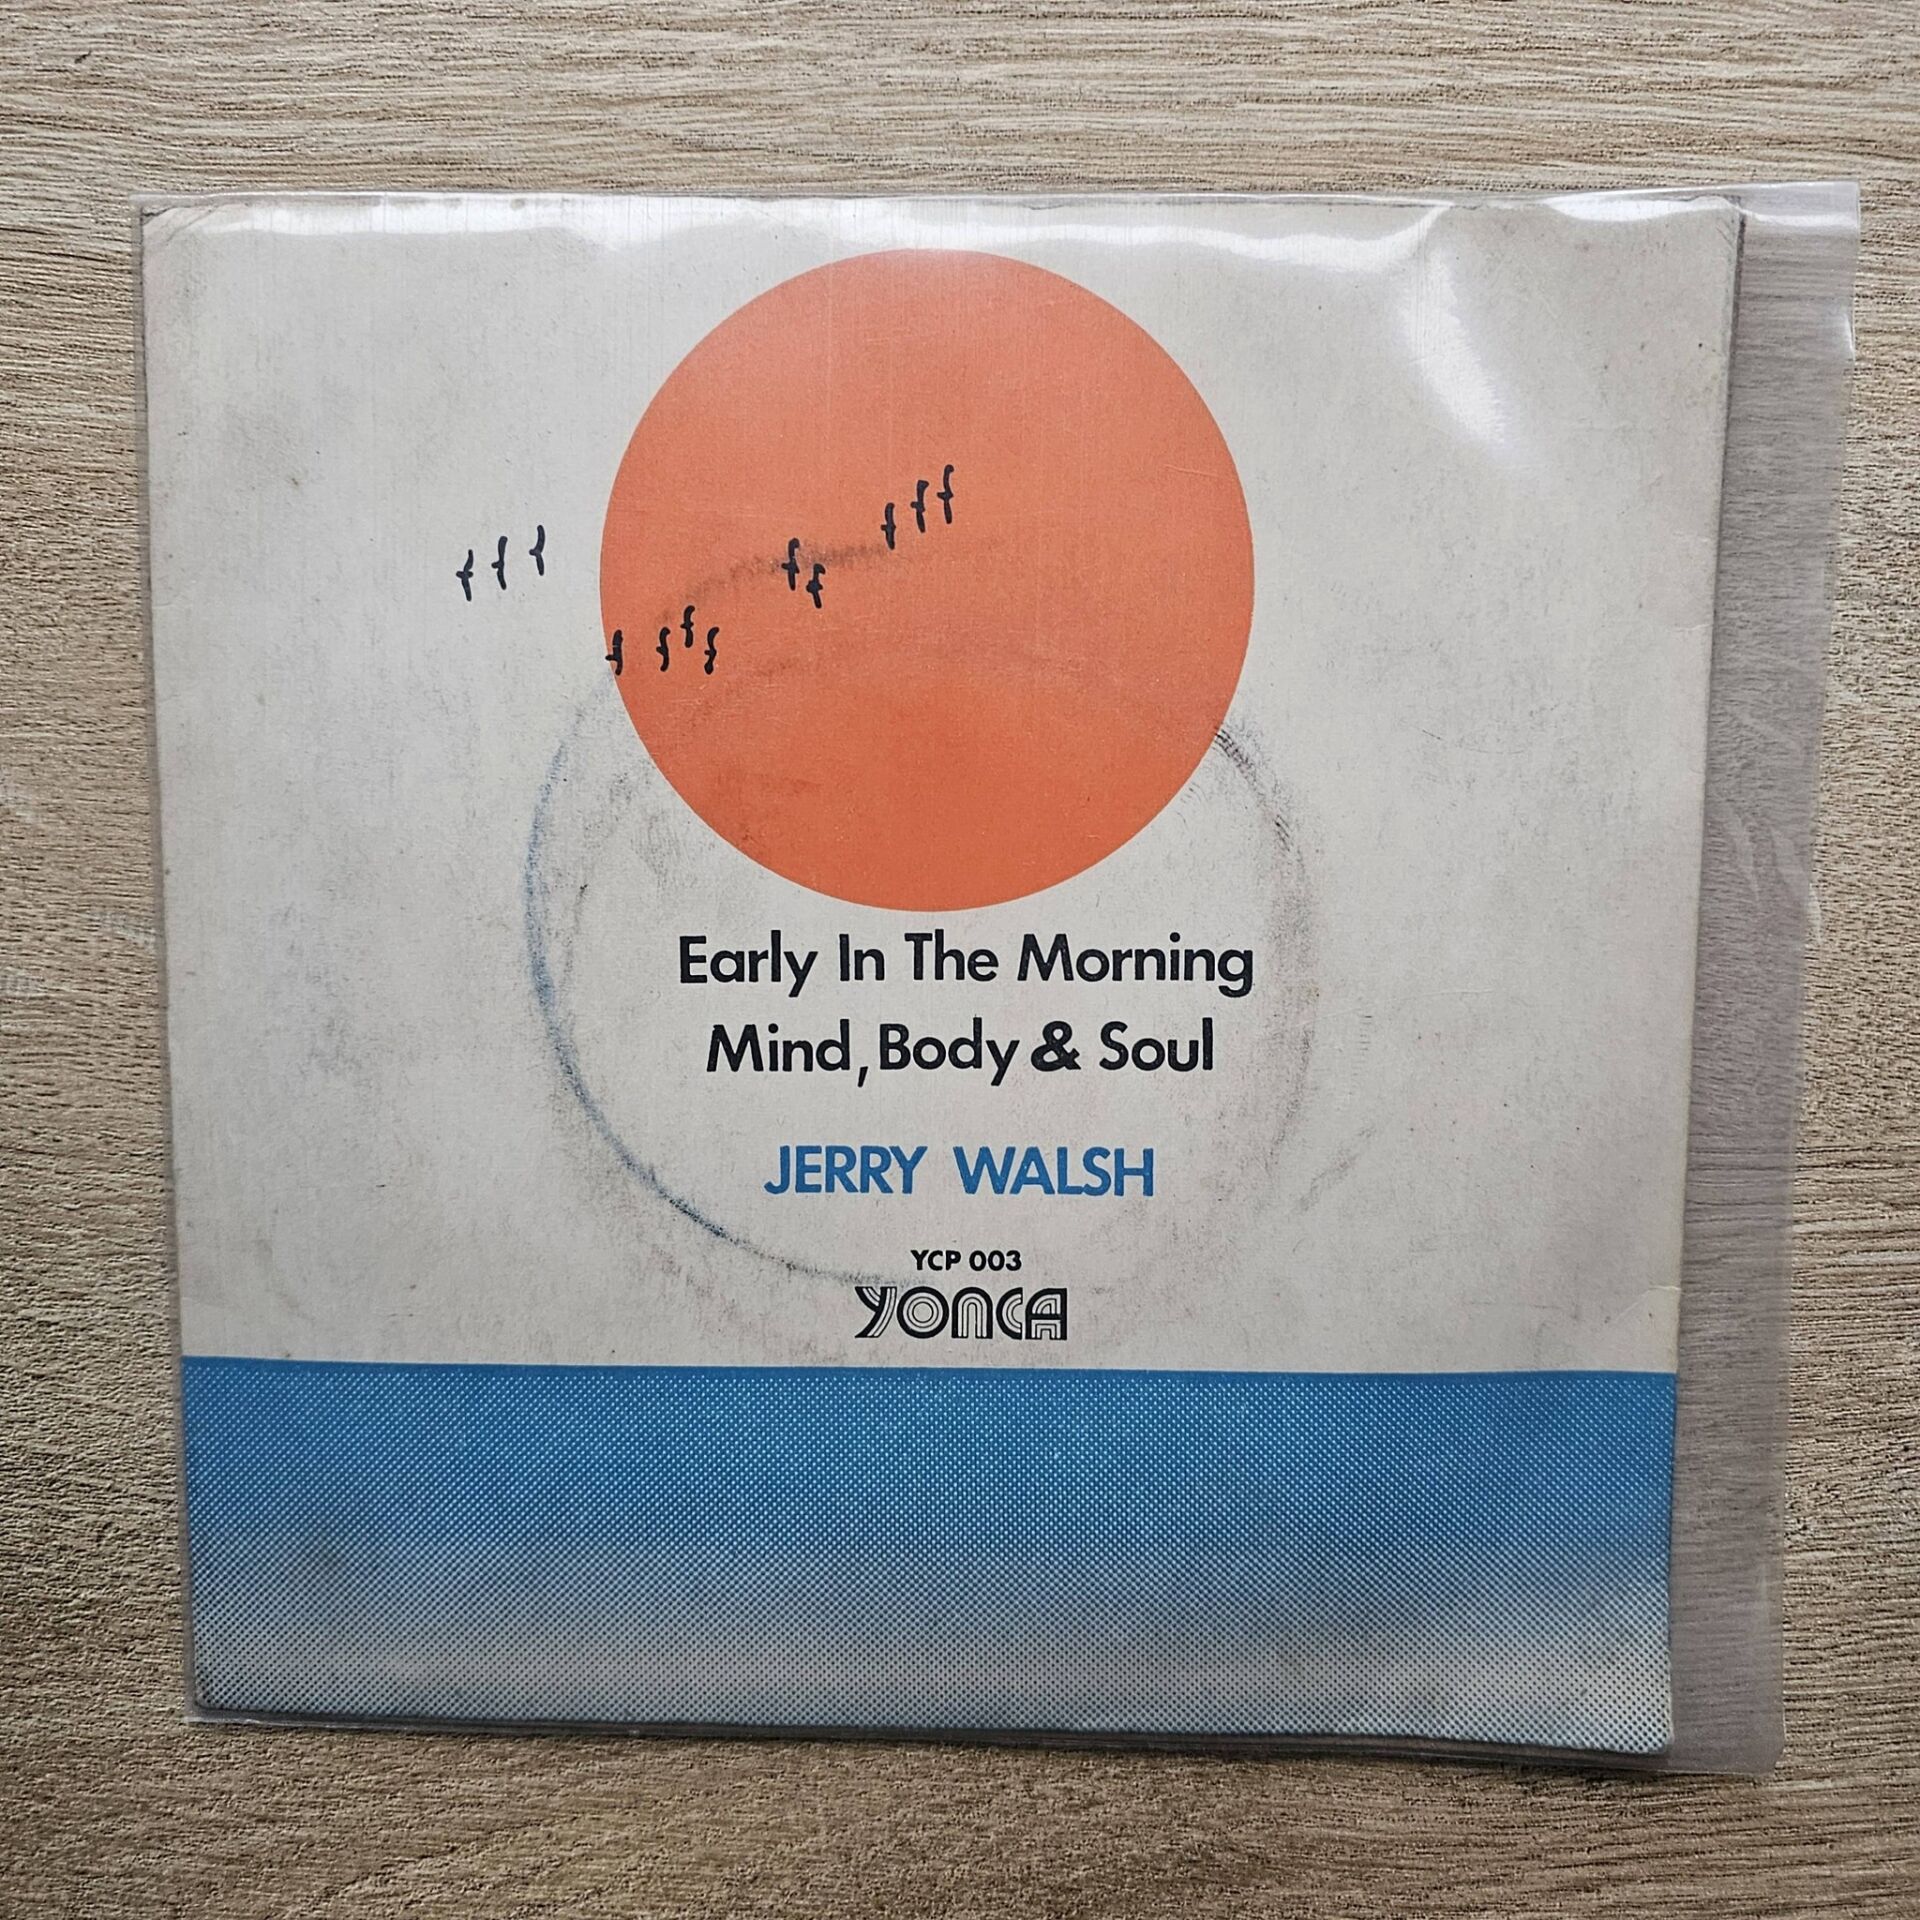 Early In The Morning
Mind, Body & Soul
JERRY WALSH
YCP 003
YONCA